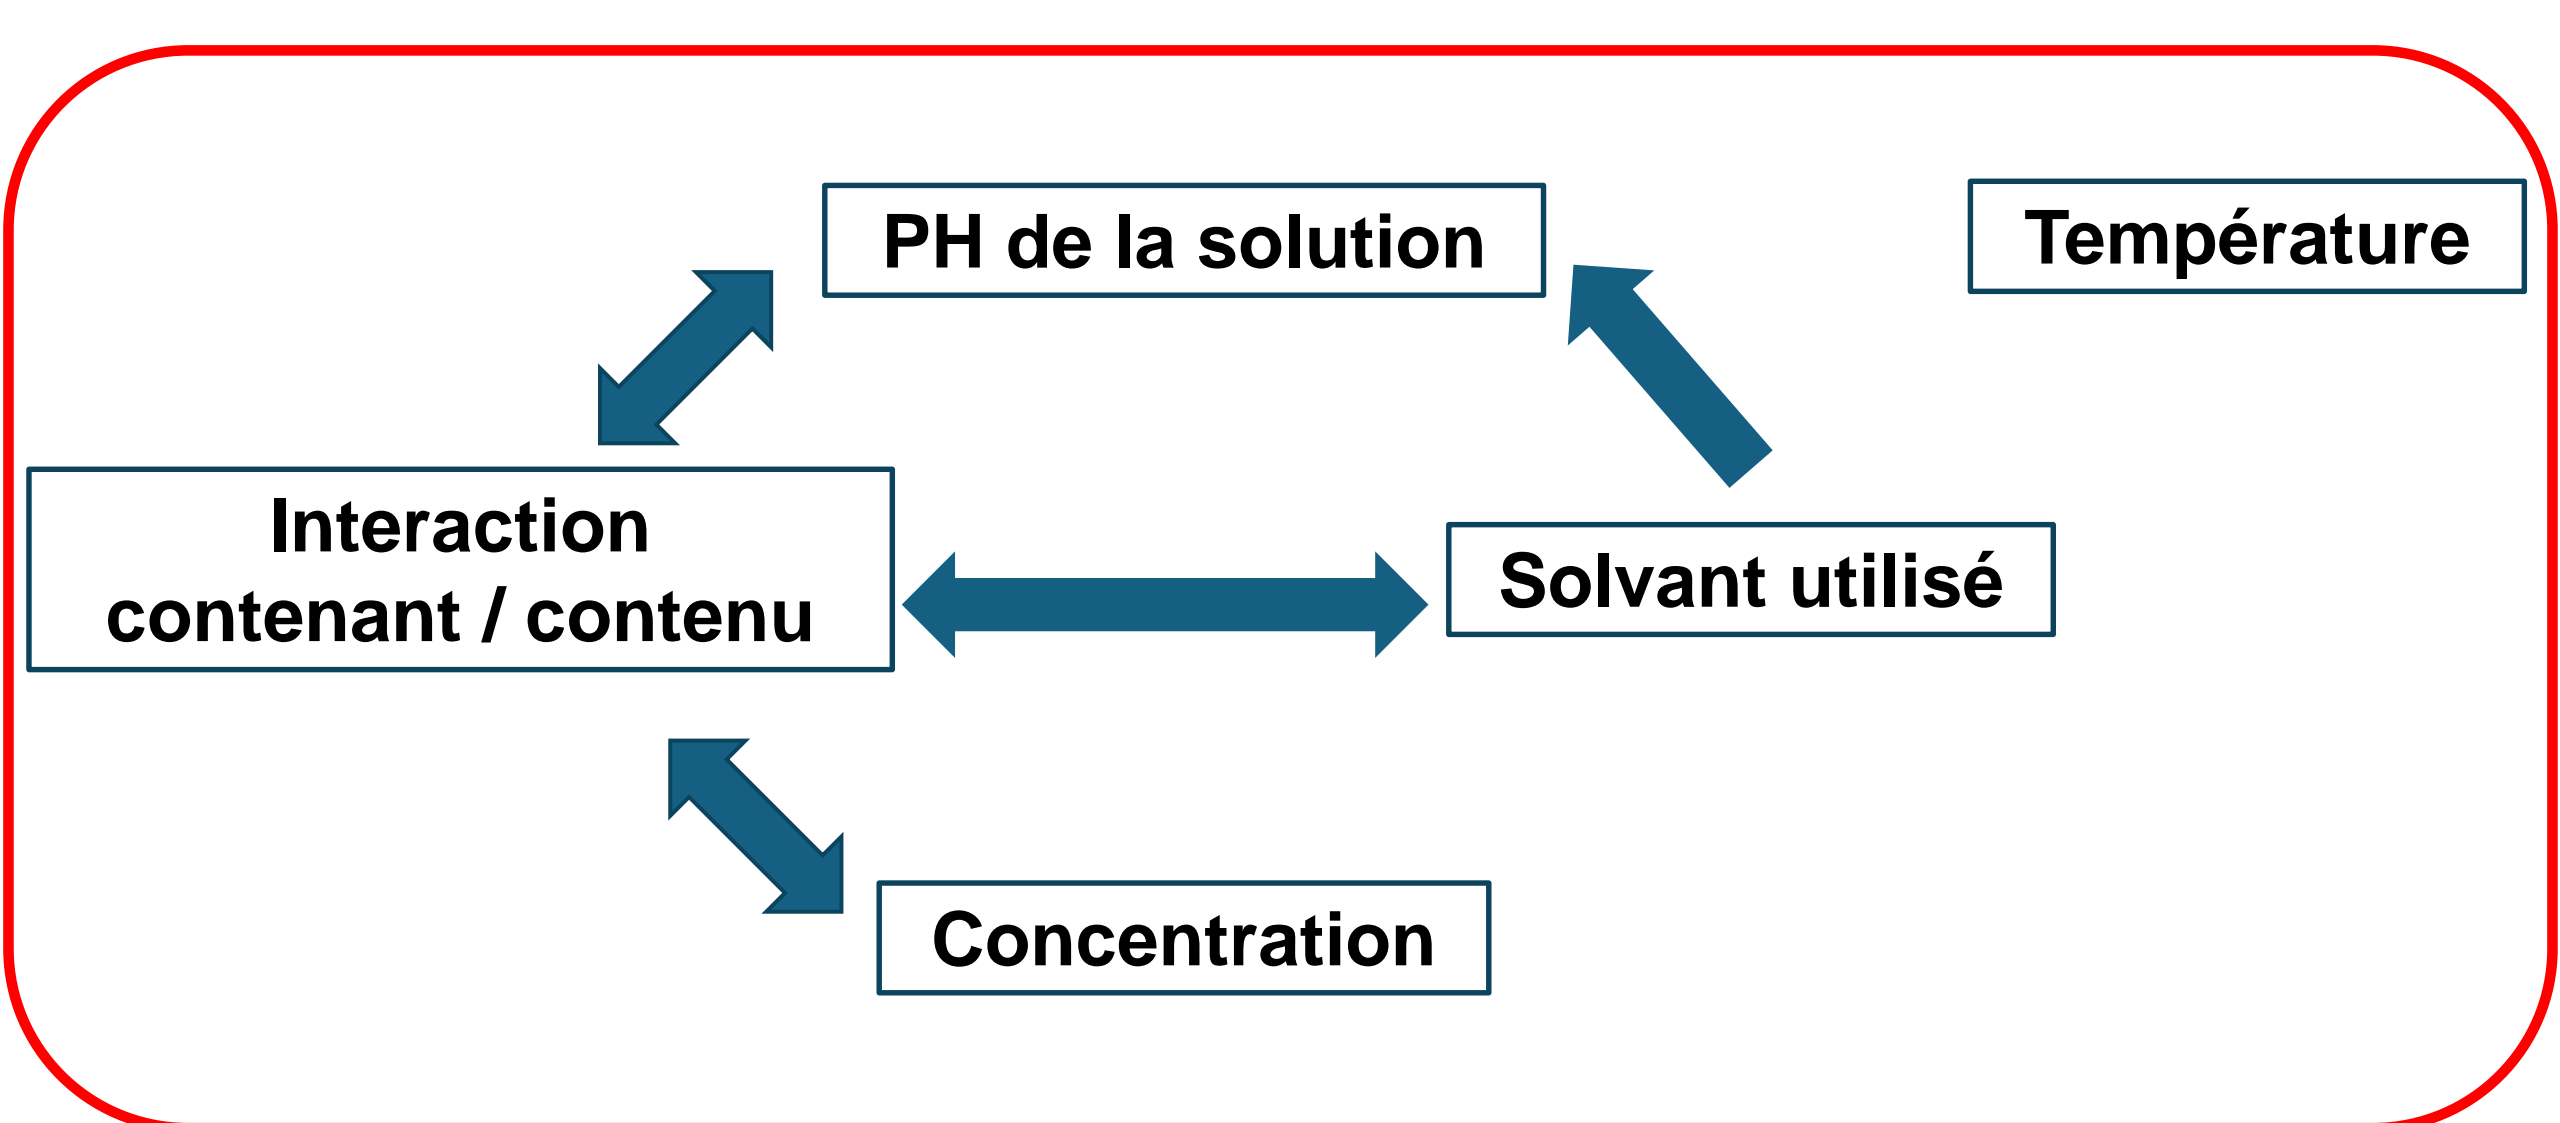 PH de la solution
Température
Interaction
contenant / contenu
Solvant utilisé
Concentration